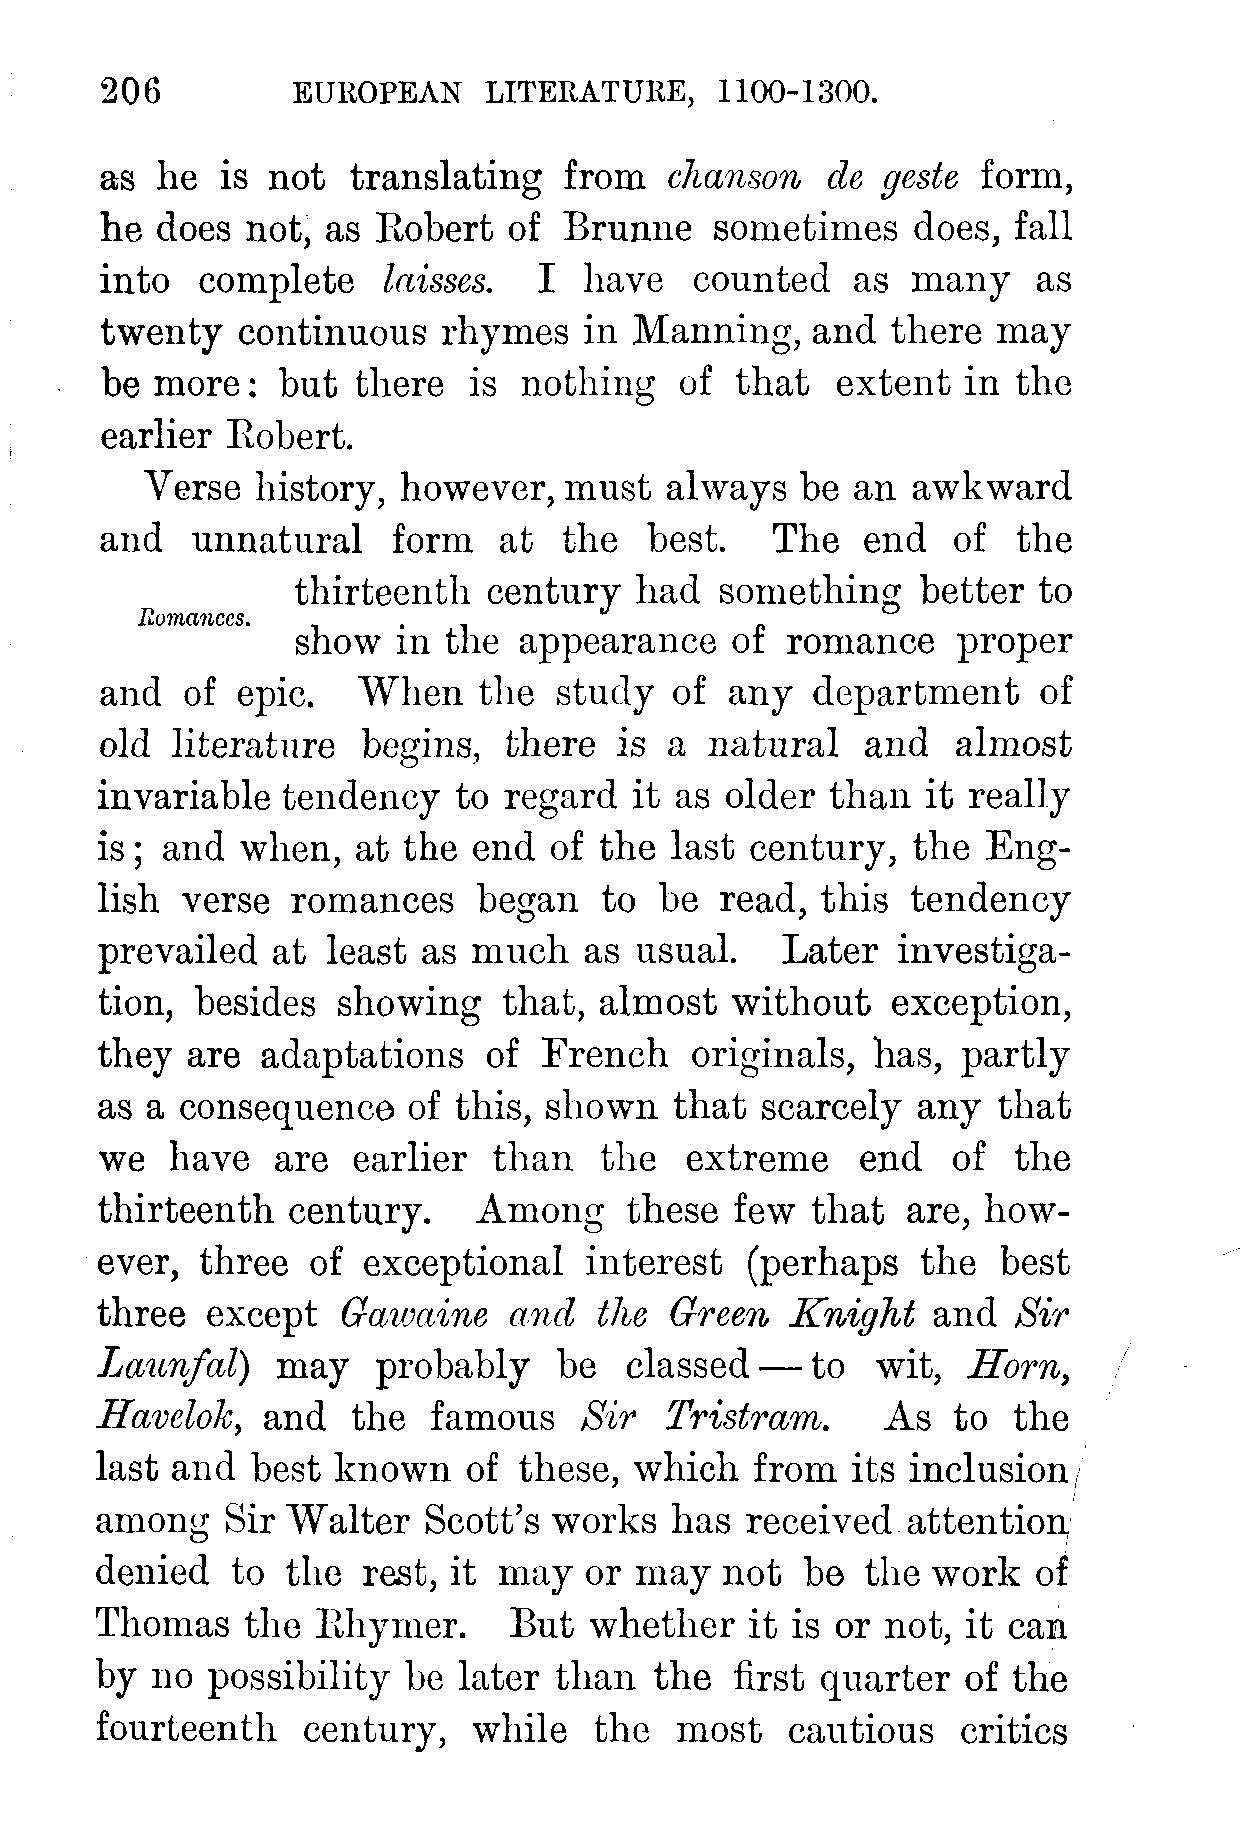 206 EUROPEAN LITERATURE, 1100-1300.
as he is not translating from chanson de geste form,
he does not, as Robert of Brunne sometimes does, fall
into complete laisses. I have counted as many as
twenty continuous rhymes in Manning, and there may
be more: but there is nothing of that extent in the
earlier Robert.
Verse history, however, must always be an awkward
and unnatural form at the best. The end of the
thirteenth century had something better to
Romances.
show in the appearance of romance proper
and of epic. When the study of any department of
old literature begins, there is a natural and almost
invariable tendency to regard it as older than it really
is; and when, at the end of the last century, the Eng-
lish verse romances began to be read, this tendency
prevailed at least as much as usual. Later investiga-
tion, besides showing that, almost without exception,
they are adaptations of French originals, has, partly
as a consequence of this, shown that scarcely any that
we have are earlier than the extreme end of the
thirteenth century. Among these few that are, how-
ever, three of exceptional interest (perhaps the best
three except Gawaine and the Green Knight and Sir
Launfal) may probably be classed — to wit, Horn,
Havelok, and the famous Sir Tristram. As to the
last and best known of these, which from its inclusion
among Sir Walter Scott's works has received attention
denied to the rest, it may or may not be the work of
Thomas the Rhymer. But whether it is or not, it can
by no possibility be later than the first quarter of the
fourteenth century, while the most cautious critics